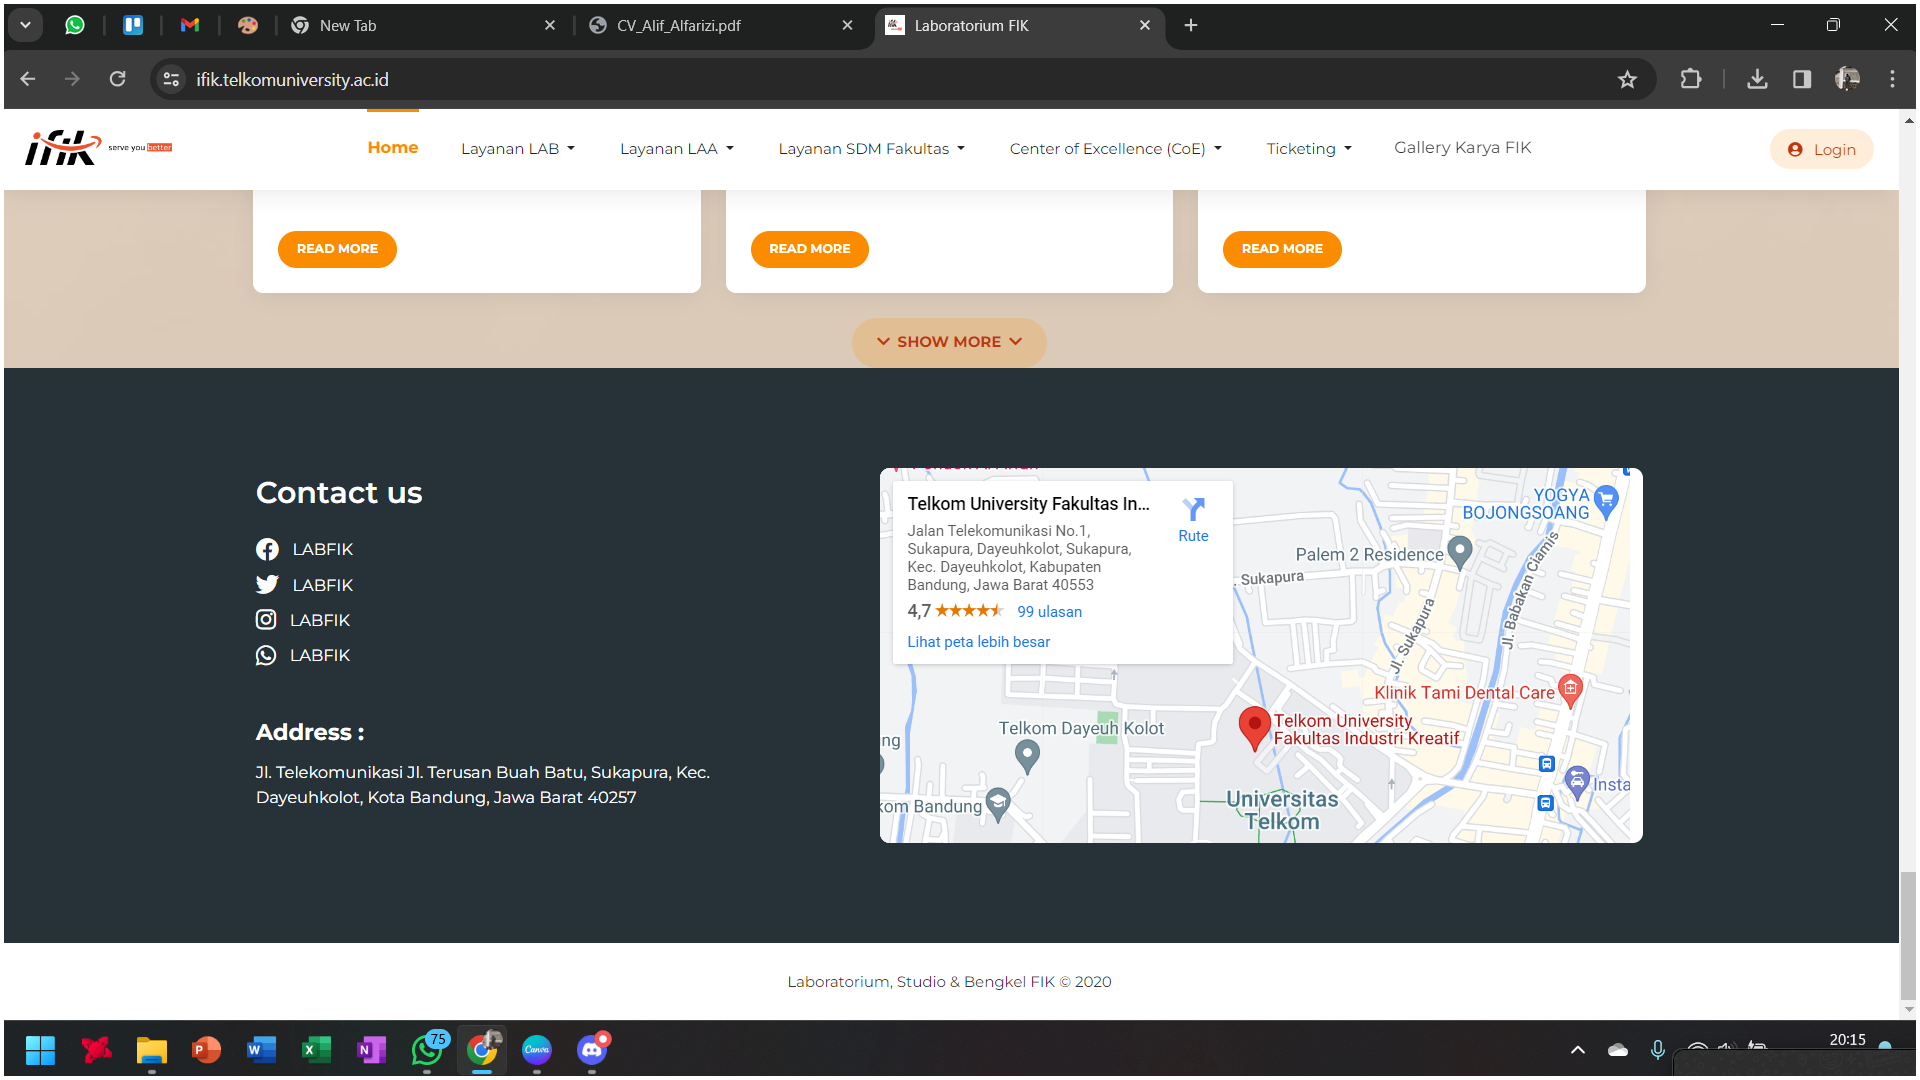 New Tab
CV_Alif_Alfarizi.pdf
Laboratorium FIK
ifik.telkomuniversity.ac.id
ifik serve you better
Home
Layanan LAB
Layanan LAA
Layanan SDM Fakultas
Center of Excellence (CoE)
Ticketing
Gallery Karya FIK
Login
READ MORE
READ MORE
READ MORE
SHOW MORE
Contact us
LABFIK
LABFIK
LABFIK
LABFIK
Address :
Jl. Telekomunikasi Jl. Terusan Buah Batu, Sukapura, Kec.
Dayeuhkolot, Kota Bandung, Jawa Barat 40257
Telkom University Fakultas In...
Rute
Jalan Telekomunikasi No.1,
Sukapura, Dayeuhkolot, Sukapura,
Kec. Dayeuhkolot, Kabupaten
Bandung, Jawa Barat 40553
4,7
99 ulasan
Lihat peta lebih besar
YOGYA
BOJONGSOANG
Palem 2 Residence
Sukapura
Jl. Sukapura
Jl. Babakan Ciamis
Klinik Tami Dental Care
Telkom University
Fakultas Industri Kreatif
Telkom Dayeuh Kolot
ng
kom Bandung
Universitas
Telkom
Insta
Laboratorium, Studio & Bengkel FIK © 2020
75
Canva
20:15